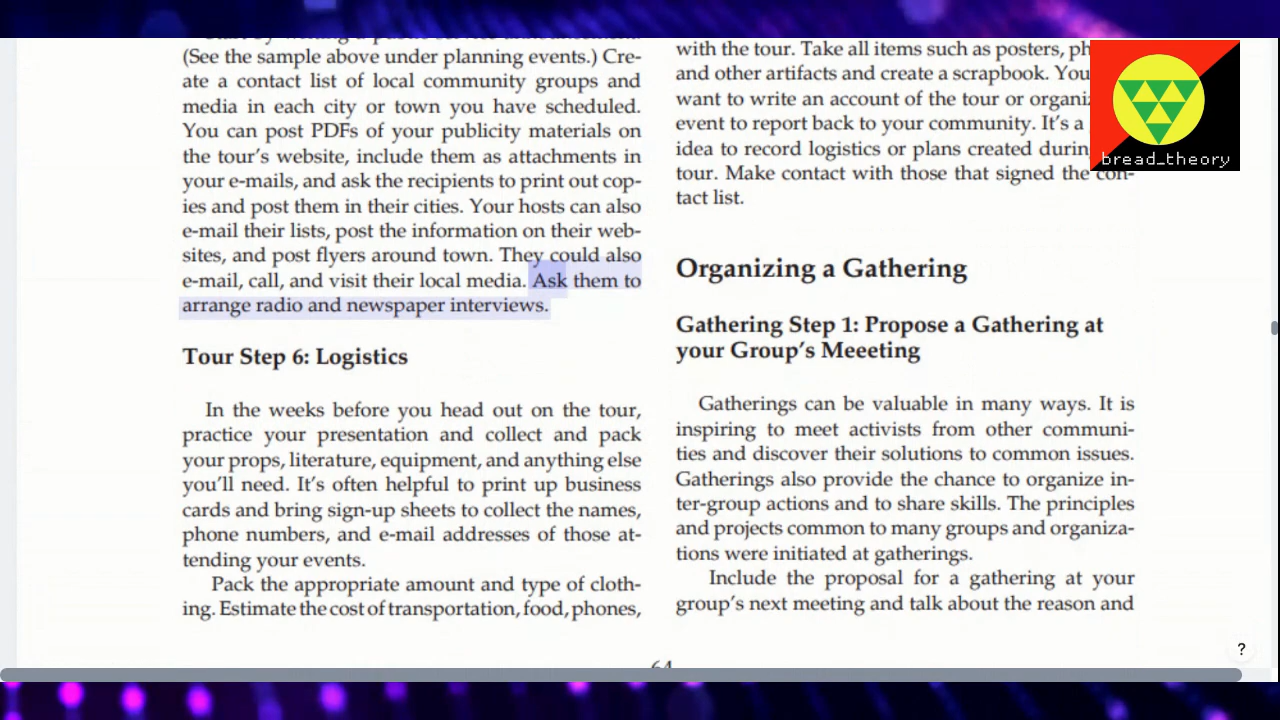 (See the sample above under planning events.) Cre-
ate a contact list of local community groups and
media in each city or town you have scheduled.
You can post PDFs of your publicity materials on
the tour's website, include them as attachments in
your e-mails, and ask the recipients to print out cop-
ies and post them in their cities. Your hosts can also
e-mail their lists, post the information on their web-
sites, and post flyers around town. They could also
e-mail, call, and visit their local media. Ask them to
arrange radio and newspaper interviews.
Tour Step 6: Logistics
In the weeks before you head out on the tour,
practice your presentation and collect and pack
your props, literature, equipment, and anything else
you'll need. It's often helpful to print up business
cards and bring sign-up sheets to collect the names,
phone numbers, and e-mail addresses of those at-
tending your events.
Pack the appropriate amount and type of cloth-
ing. Estimate the cost of transportation, food, phones,
with the tour. Take all items such as posters,
and other artifacts and create a scrapbook. You
want to write an account of the tour or
event to report back to your community. It's a
idea to record logistics or plans created
tour. Make contact with those that signed the con-
tact list.
Organizing a Gathering
Gathering Step 1: Propose a Gathering at
your Group's Meeeting
Gatherings can be valuable in many ways. It is
inspiring to meet activists from other communi-
ties and discover their solutions to common issues.
Gatherings also provide the chance to organize in-
ter-group actions and to share skills. The principles
and projects common to many groups and organiza-
tions were initiated at gatherings.
Include the proposal for a gathering at your
group's next meeting and talk about the reason and
64
bread_theory
?